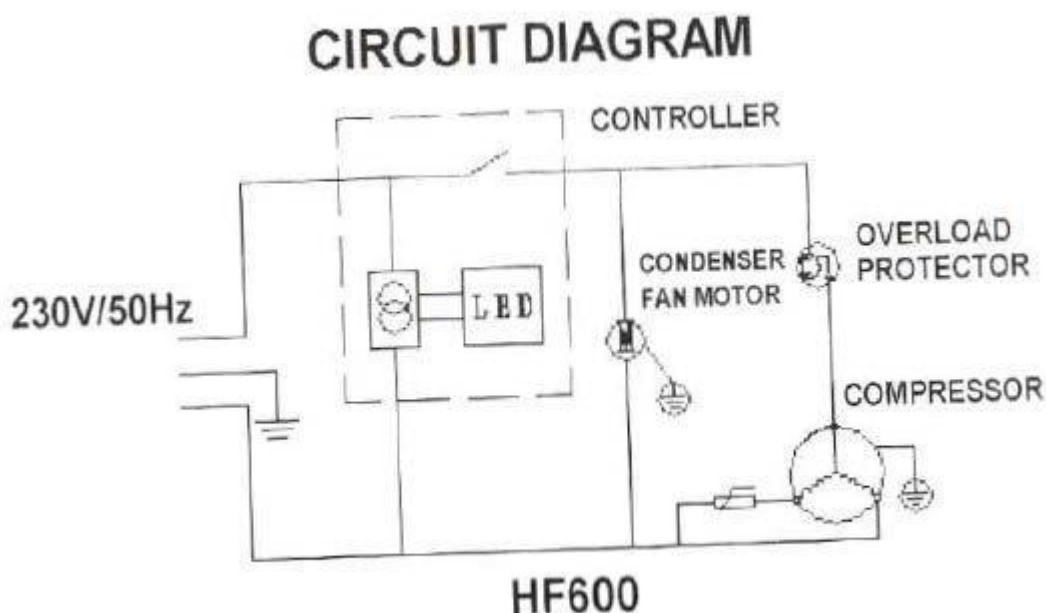 CIRCUIT DIAGRAM
CONTROLLER
230V/50Hz
LED
CONDENSER
FAN MOTOR
OVERLOAD
PROTECTOR
COMPRESSOR
HF600